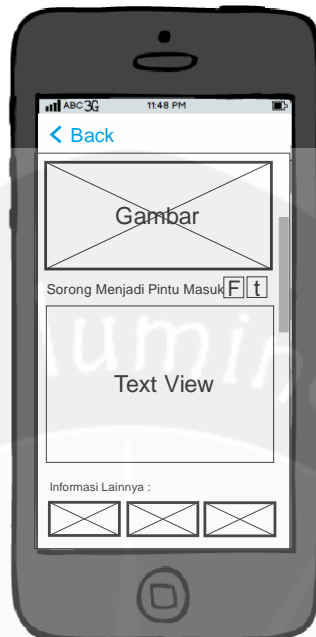 ABC 3G 11:48 PM
Back
Gambar
Sorong Menjadi Pintu Masuk F t
Text View
Informasi Lainnya :